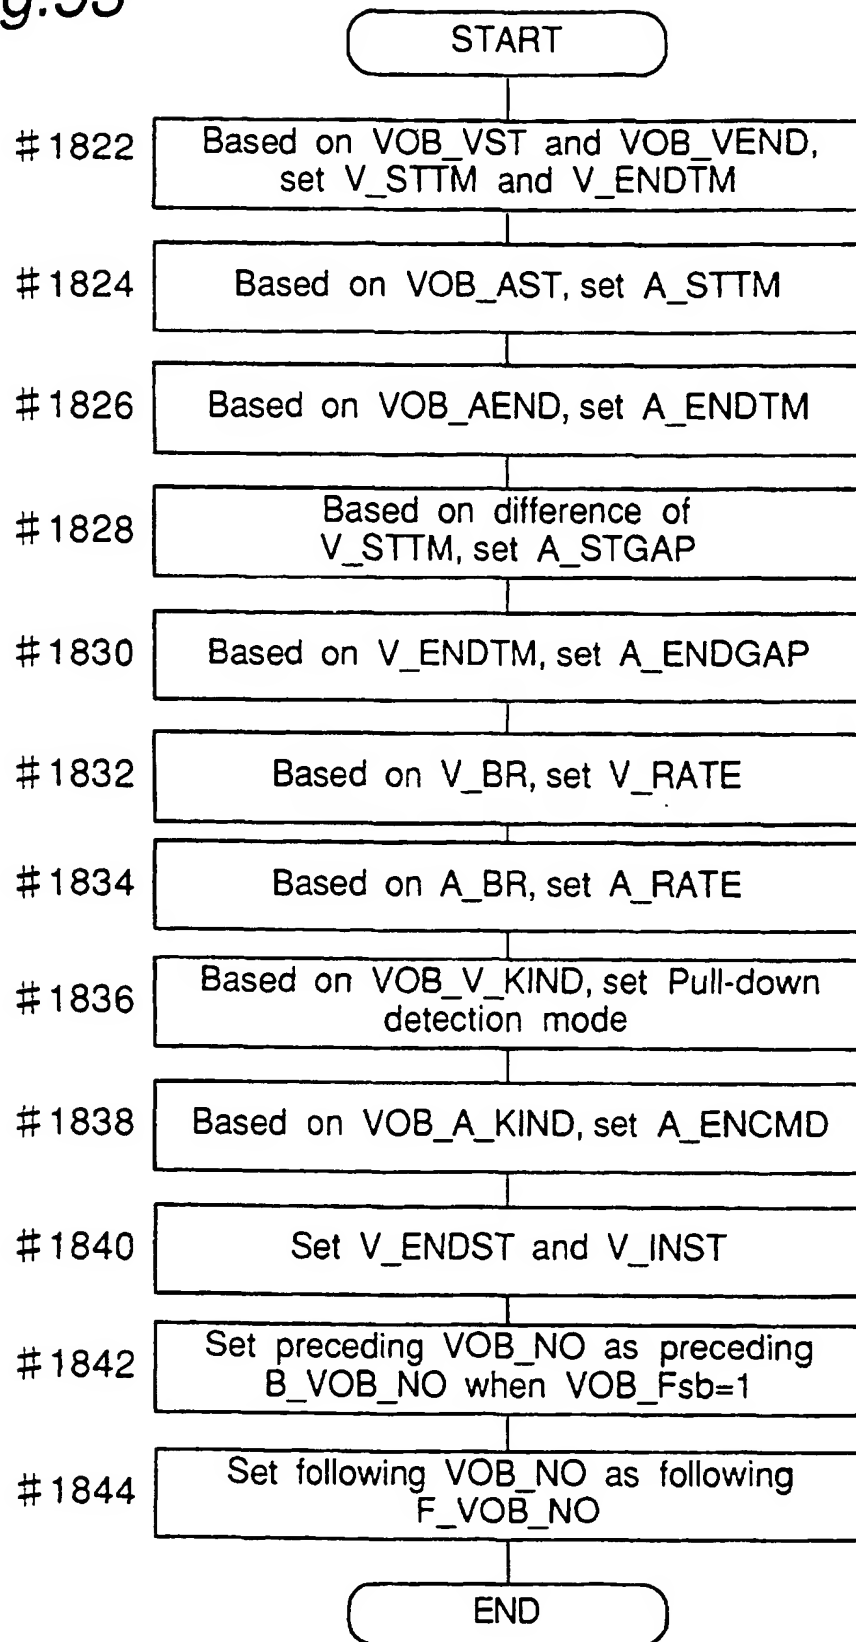 g.53
START
#1822
Based on VOB_VST and VOB_VEND,
set V_STTM and V_ENDTM
#1824
Based on VOB_AST, set A_STTM
#1826
Based on VOB_AEND, set A_ENDTM
#1828
Based on difference of
V_STTM, set A_STGAP
#1830
Based on V_ENDTM, set A_ENDGAP
#1832
Based on V_BR, set V_RATE
#1834
Based on A_BR, set A_RATE
#1836
Based on VOB_V_KIND, set Pull-down
detection mode
#1838
Based on VOB_A_KIND, set A_ENCMD
#1840
Set V_ENDST and V_INST
#1842
Set preceding VOB_NO as preceding
B_VOB_NO when VOB_Fsb=1
#1844
Set following VOB_NO as following
F_VOB_NO
END